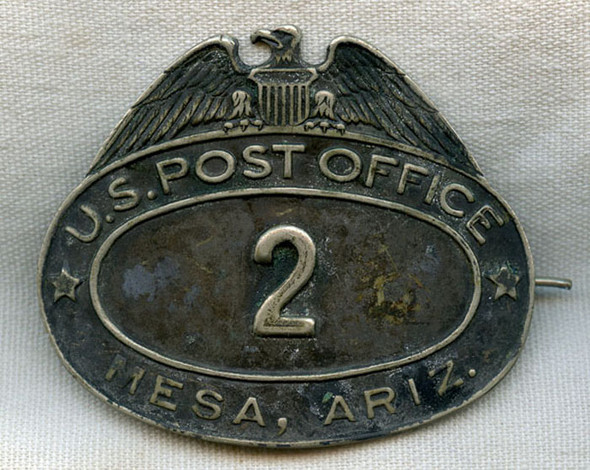 U.S. POST OFFICE
2
MESA, ARIZ.